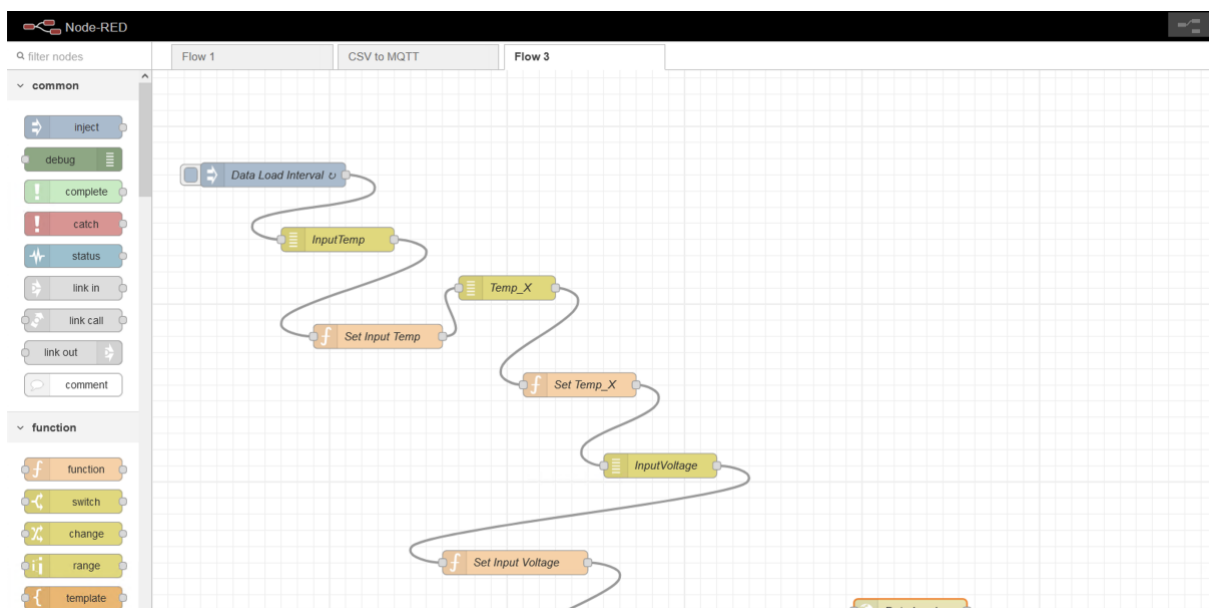 Node-RED
filter nodes
Flow 1
CSV to MQTT
Flow 3
common
inject
debug
complete
catch
status
link in
link call
link out
comment
function
function
switch
change
range
template
Data Load Interval ↻
InputTemp
Temp_X
Set Input Temp
Set Temp_X
InputVoltage
Set Input Voltage